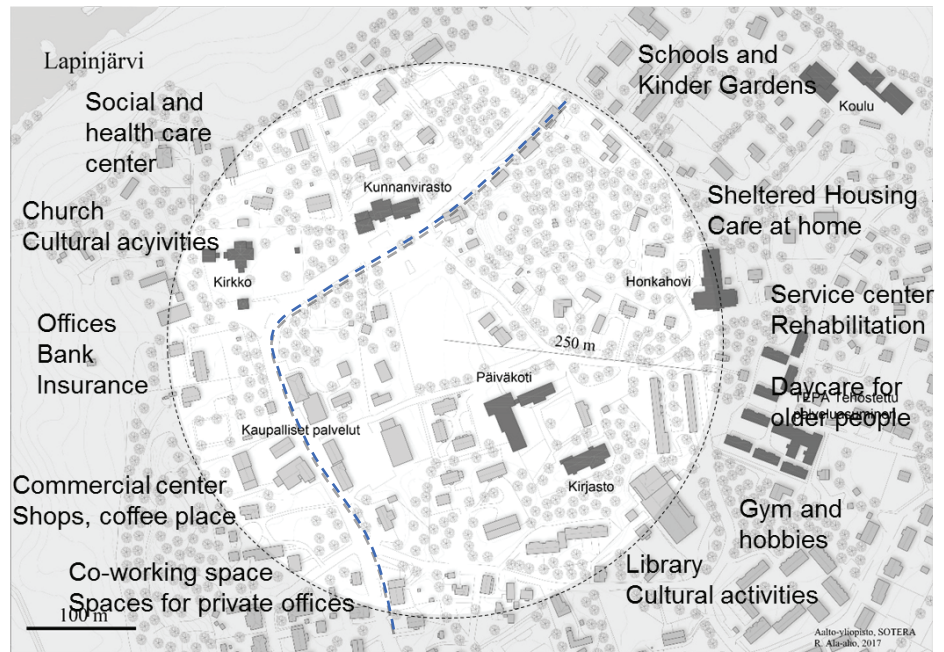 Lapinjärvi
Schools and
Kinder Gardens
Koulu
Social and
health care
center
Kunnanvirasto
Sheltered Housing
Care at home
Church
Cultural acyivities
Kirkko
Honkahovi
Service center
Rehabilitation
Offices
Bank
Insurance
250 m
Päiväkoti
Daycare for
older people
TEPA Tehostettu
palveluasuminen
Kaupalliset palvelut
Kirjasto
Commercial center
Shops, coffee place
Gym and
hobbies
Library
Cultural activities
Co-working space
Spaces for private offices
100 m
Aalto-yliopisto, SOTERA
R. Ala-aho, 2017